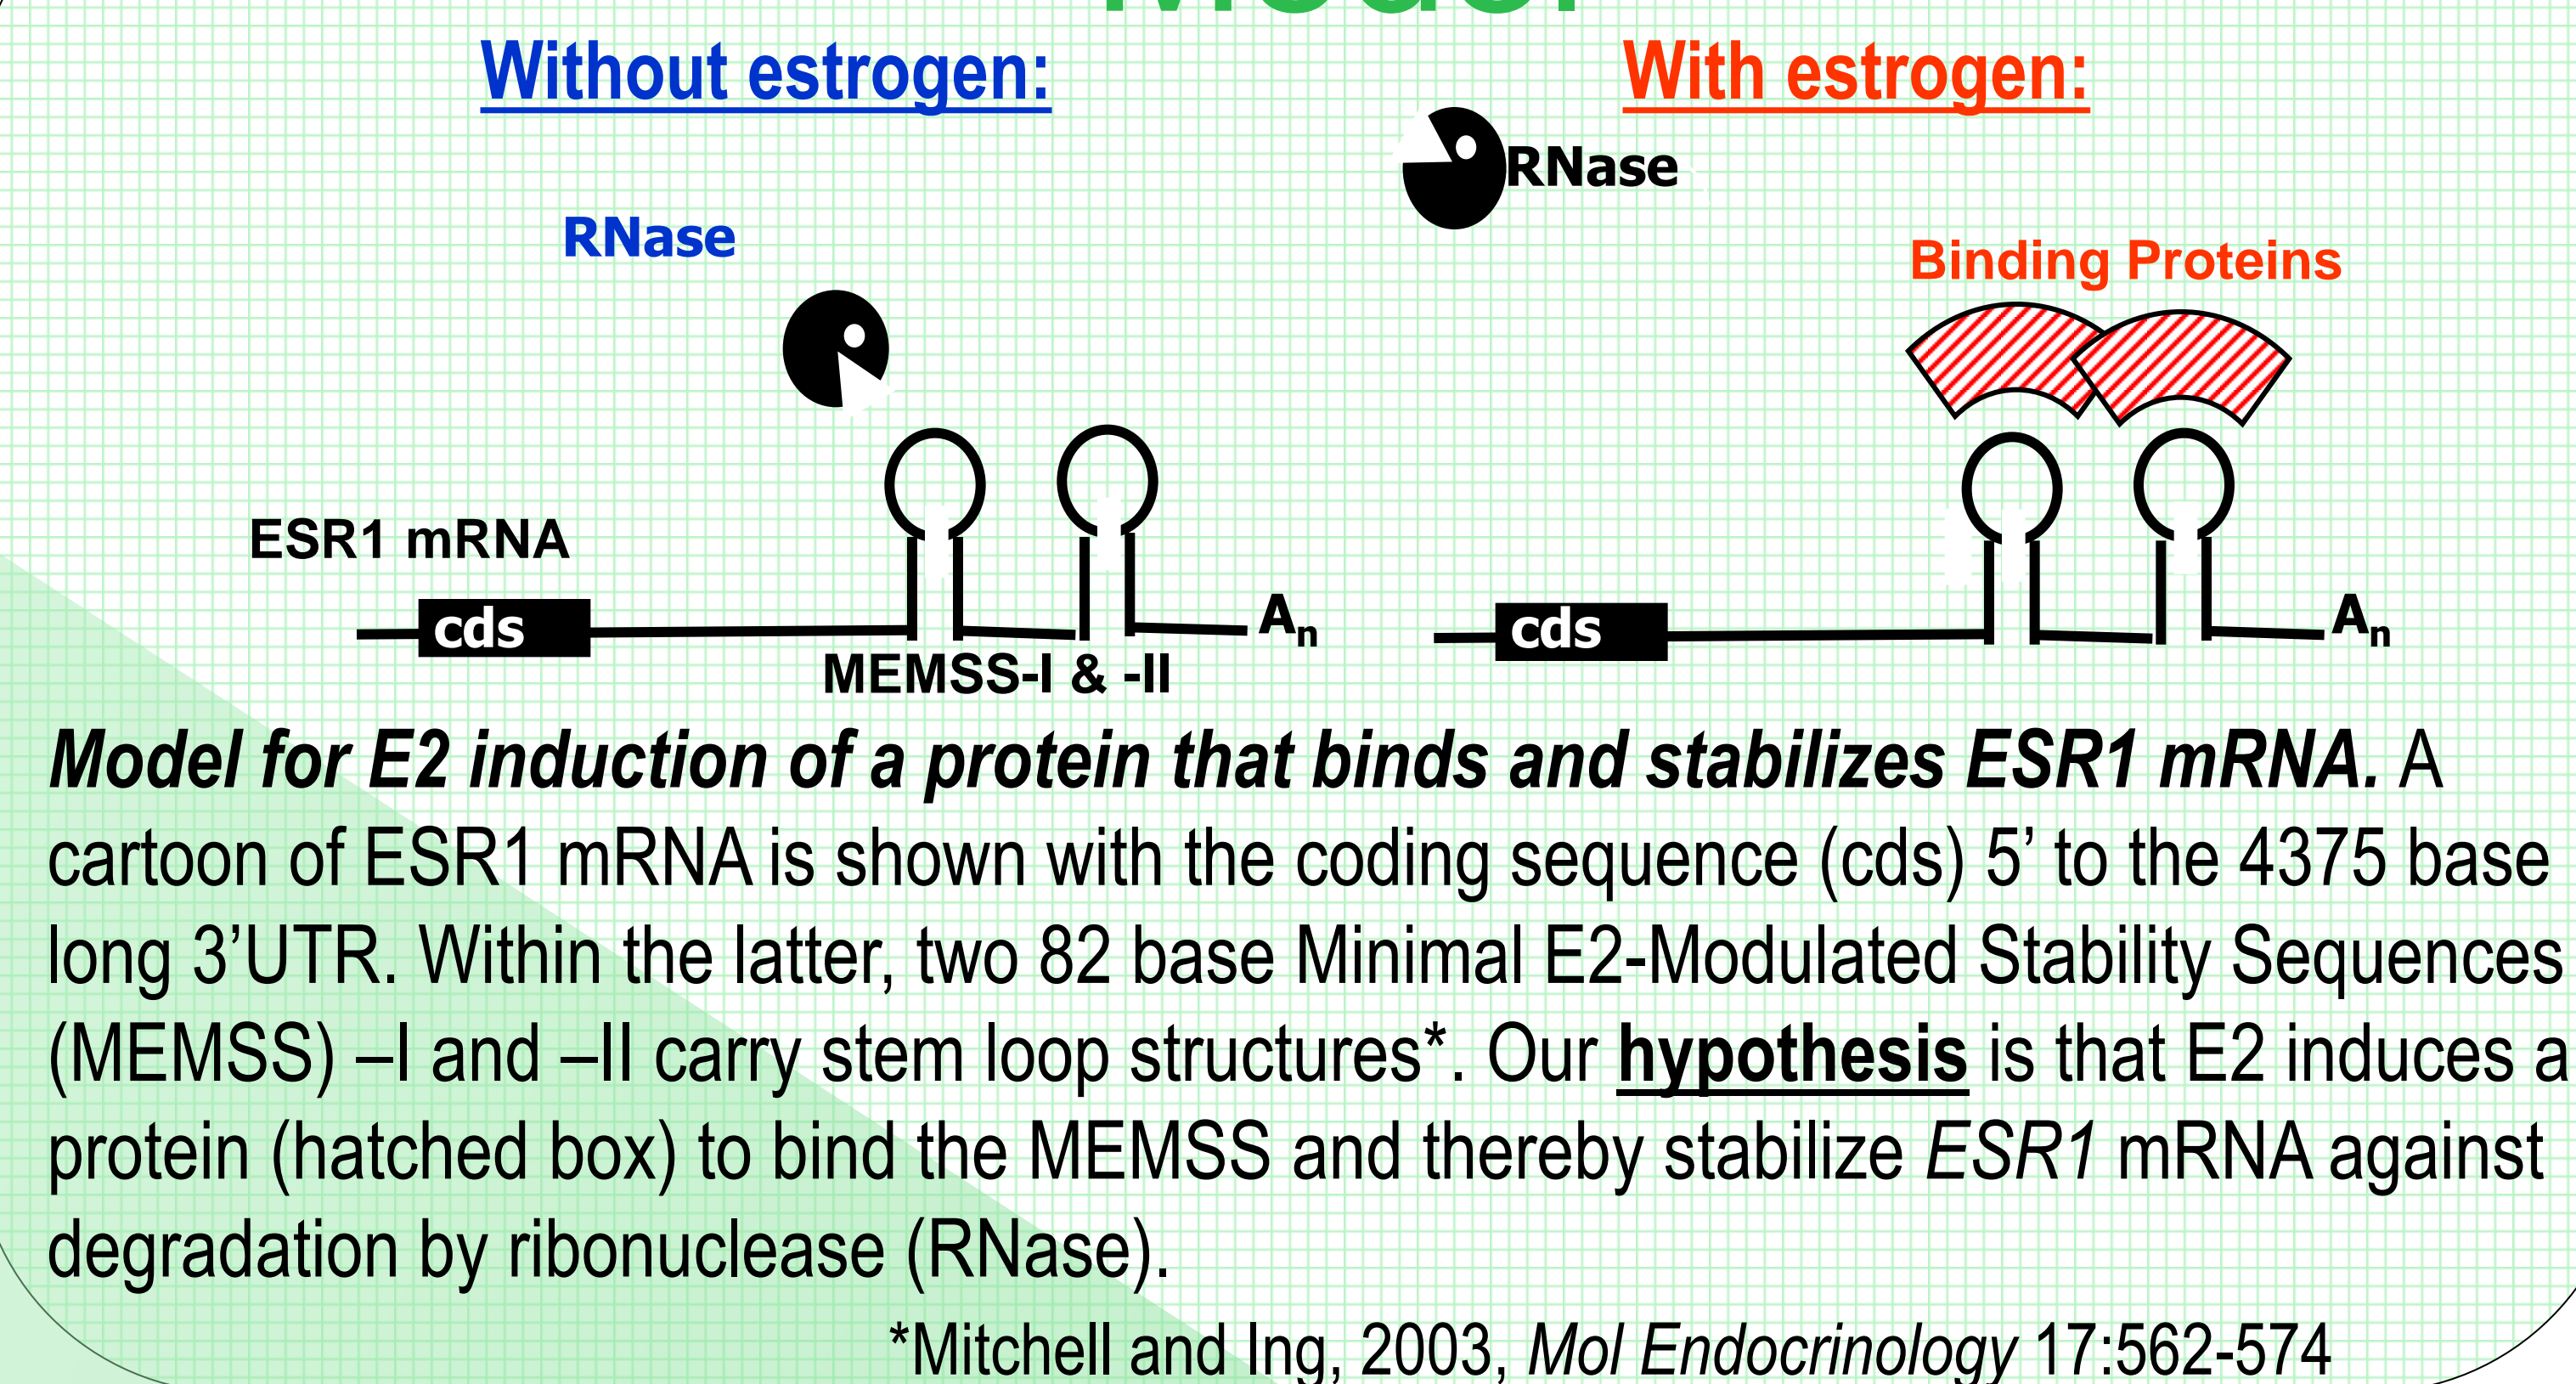 Model
Without estrogen:
With estrogen:
RNase
RNase
Binding Proteins
ESR1 mRNA
cds
An
MEMSS-I & -II
cds
An
Model for E2 induction of a protein that binds and stabilizes ESR1 mRNA. A
cartoon of ESR1 mRNA is shown with the coding sequence (cds) 5’ to the 4375 base
long 3’UTR. Within the latter, two 82 base Minimal E2-Modulated Stability Sequences
(MEMSS) –I and –II carry stem loop structures*. Our hypothesis is that E2 induces a
protein (hatched box) to bind the MEMSS and thereby stabilize ESR1 mRNA against
degradation by ribonuclease (RNase).
*Mitchell and Ing, 2003, Mol Endocrinology 17:562-574